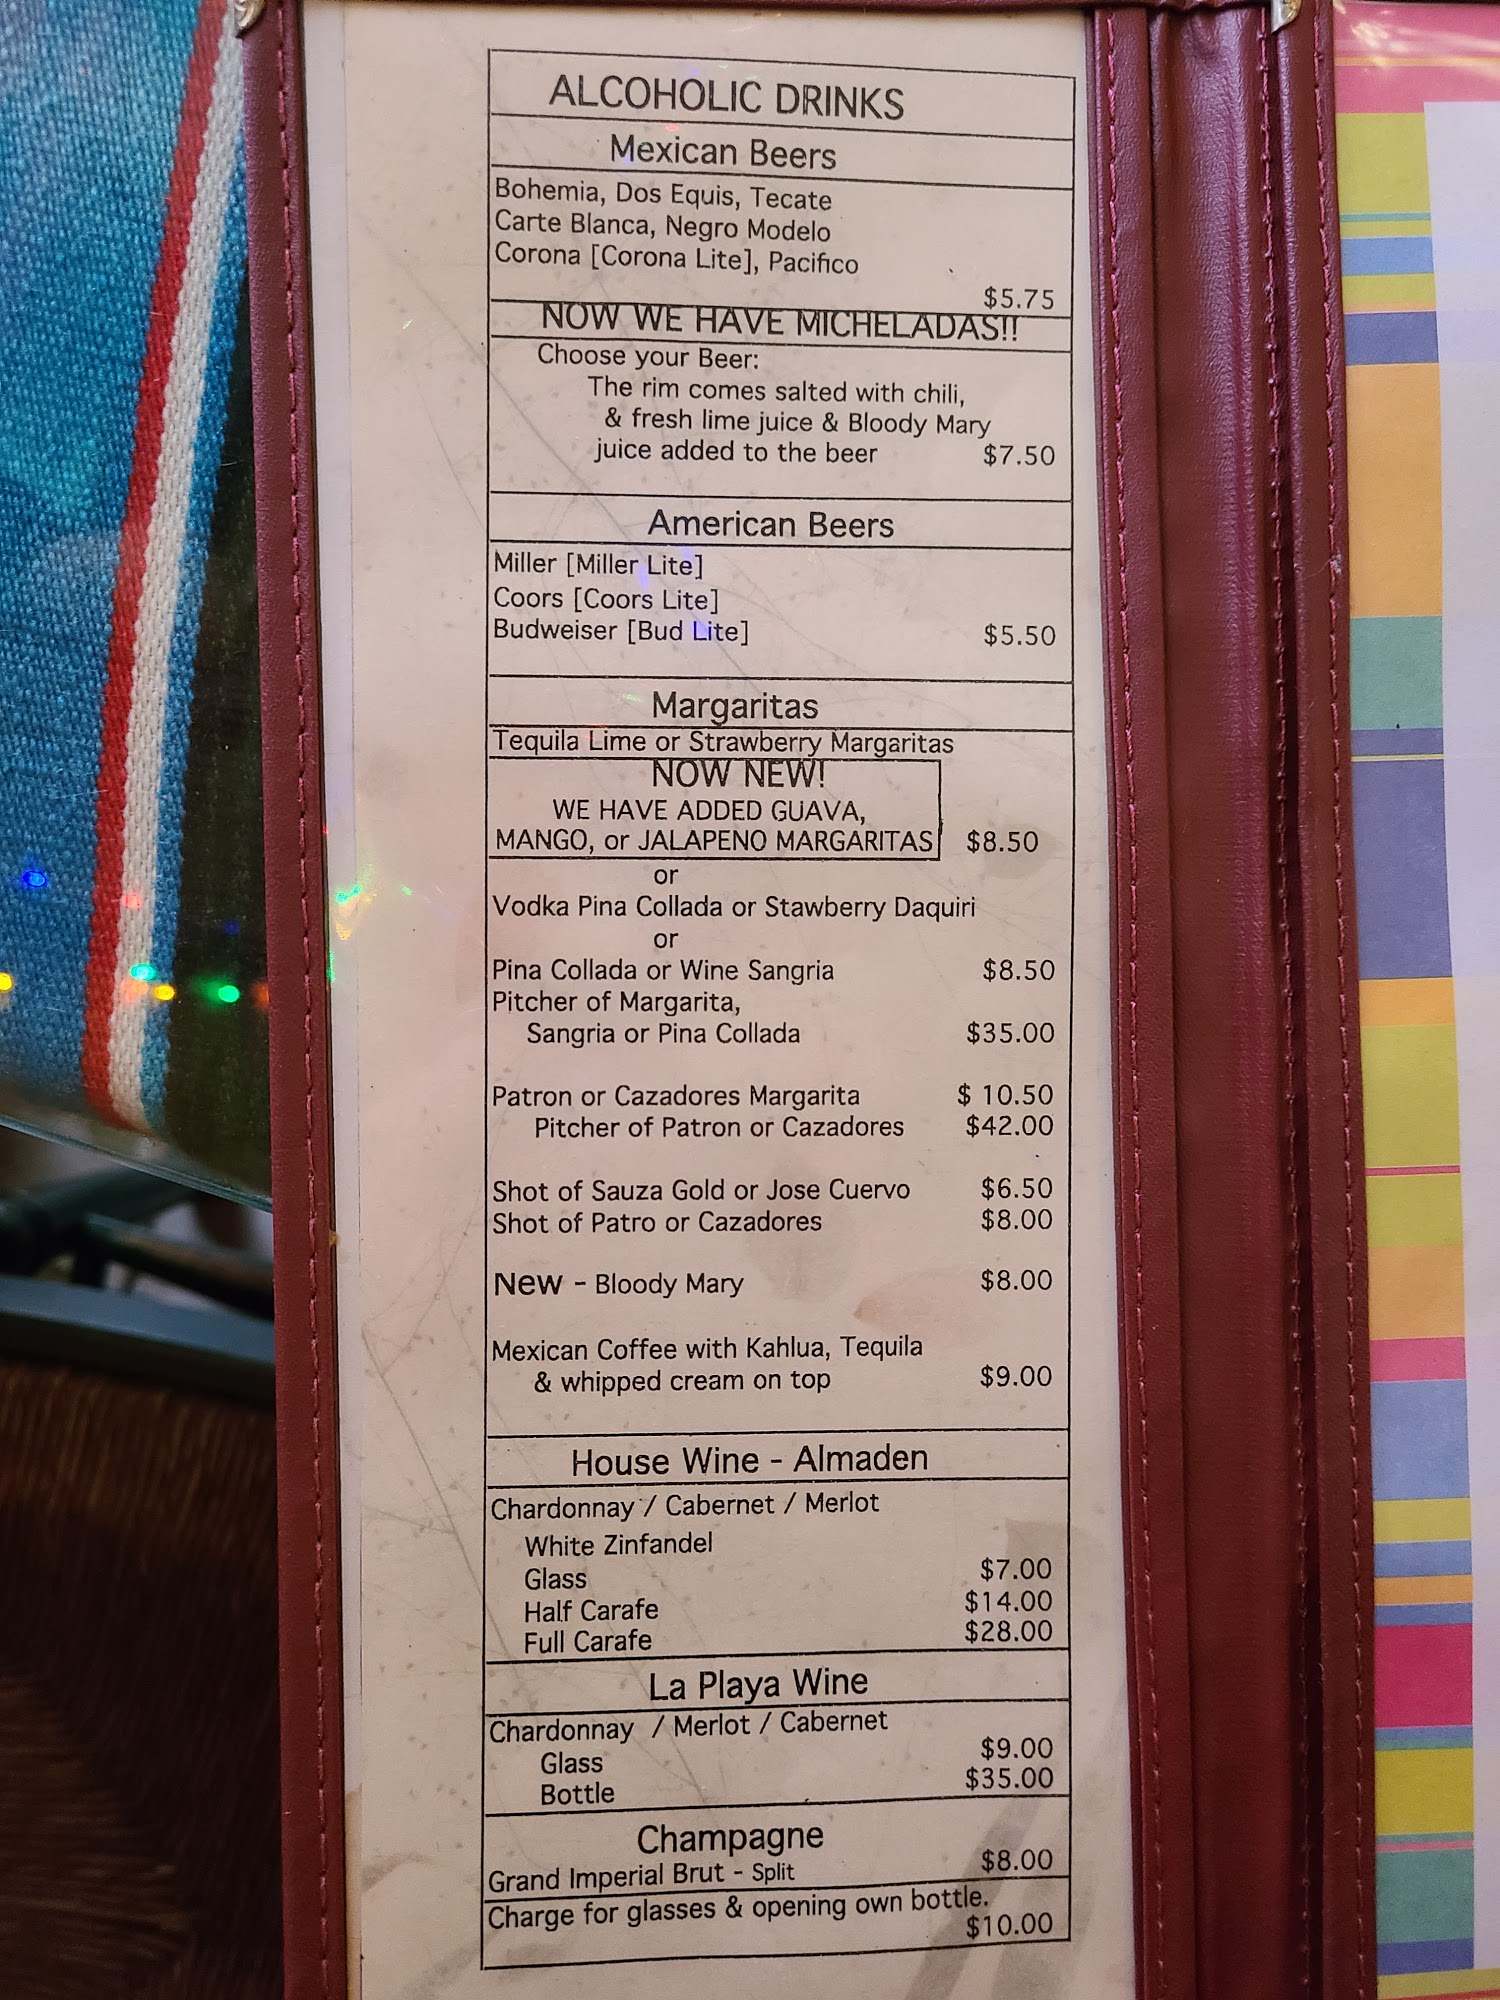 ALCOHOLIC DRINKS
Mexican Beers
Bohemia, Dos Equis, Tecate
Carte Blanca, Negro Modelo
Corona [Corona Lite], Pacifico
$5.75
NOW WE HAVE MICHELADAS!!
Choose your Beer:
The rim comes salted with chili,
& fresh lime juice & Bloody Mary
juice added to the beer $7.50
American Beers
Miller [Miller Lite]
Coors [Coors Lite]
Budweiser [Bud Lite] $5.50
Margaritas
Tequila Lime or Strawberry Margaritas
NOW NEW!
WE HAVE ADDED GUAVA,
MANGO, or JALAPENO MARGARITAS $8.50
or
Vodka Pina Collada or Stawberry Daquiri
or
Pina Collada or Wine Sangria $8.50
Pitcher of Margarita,
Sangria or Pina Collada $35.00
Patron or Cazadores Margarita $ 10.50
Pitcher of Patron or Cazadores $42.00
Shot of Sauza Gold or Jose Cuervo $6.50
Shot of Patro or Cazadores $8.00
New - Bloody Mary $8.00
Mexican Coffee with Kahlua, Tequila
& whipped cream on top $9.00
House Wine - Almaden
Chardonnay / Cabernet / Merlot
White Zinfandel
Glass $7.00
Half Carafe $14.00
Full Carafe $28.00
La Playa Wine
Chardonnay / Merlot / Cabernet
Glass $9.00
Bottle $35.00
Champagne
Grand Imperial Brut - Split $8.00
Charge for glasses & opening own bottle.
$10.00